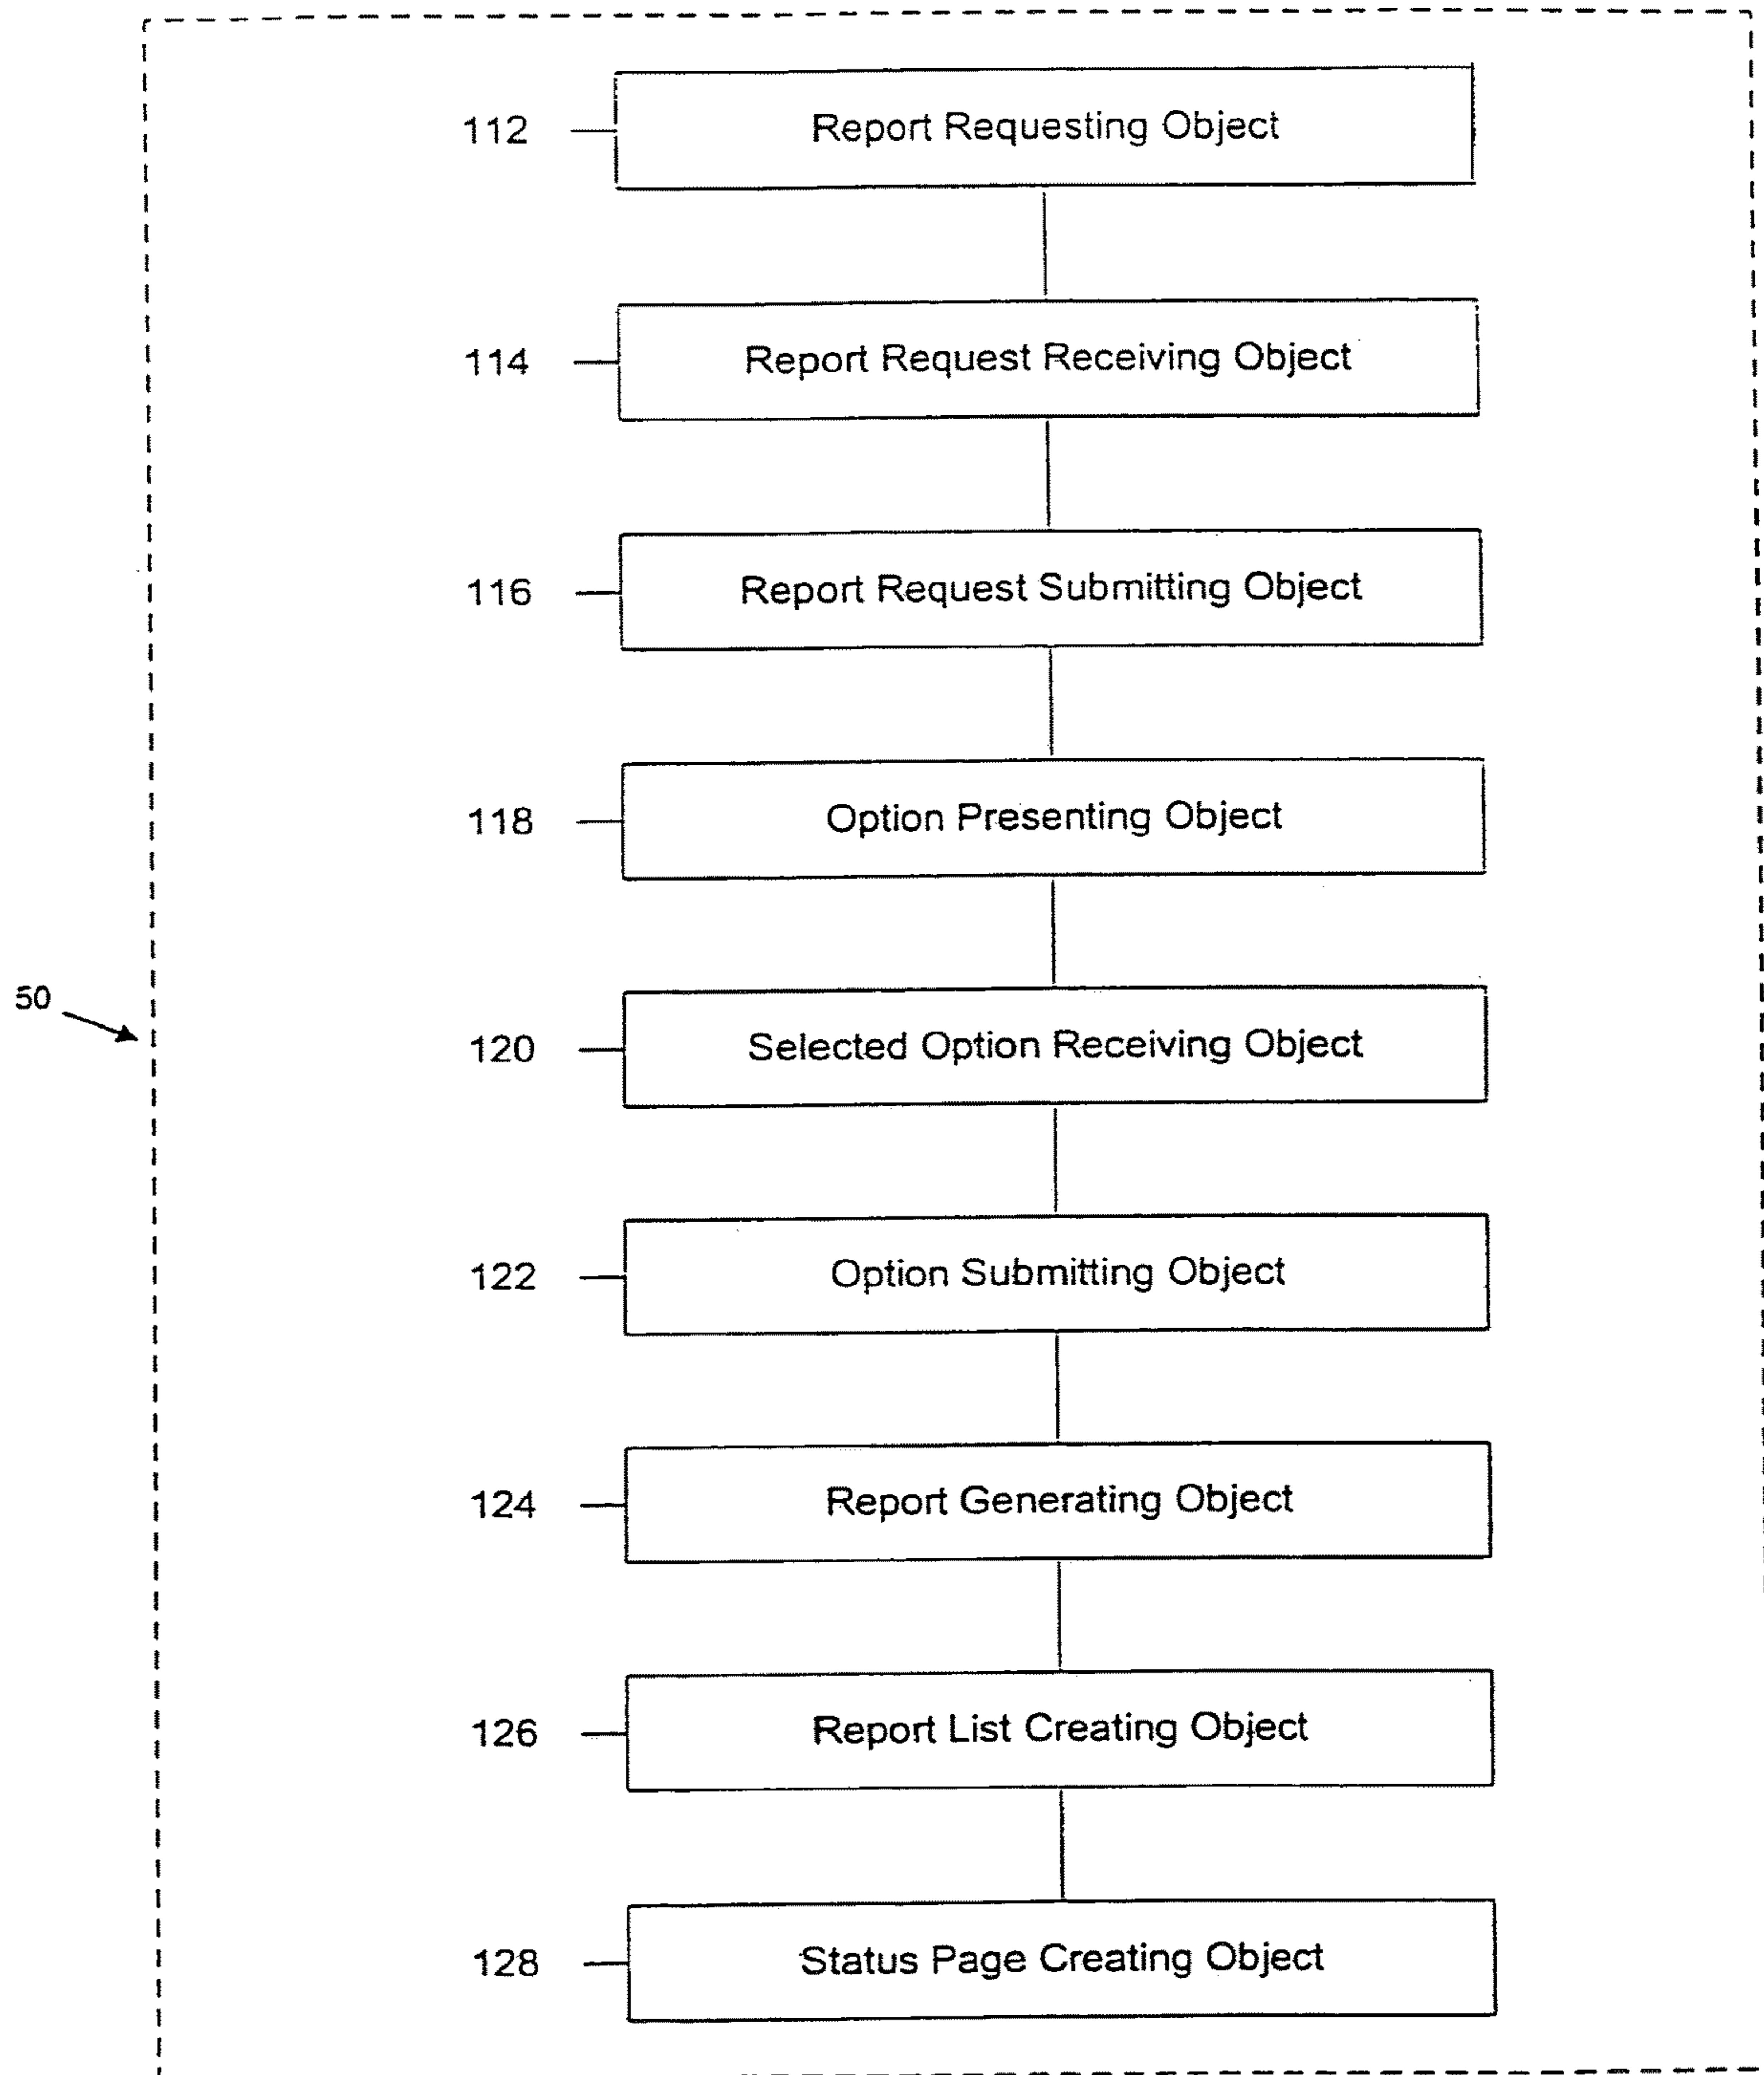 112 Report Requesting Object
114 Report Request Receiving Object
116 Report Request Submitting Object
118 Option Presenting Object
50
120 Selected Option Receiving Object
122 Option Submitting Object
124 Report Generating Object
126 Report List Creating Object
128 Status Page Creating Object